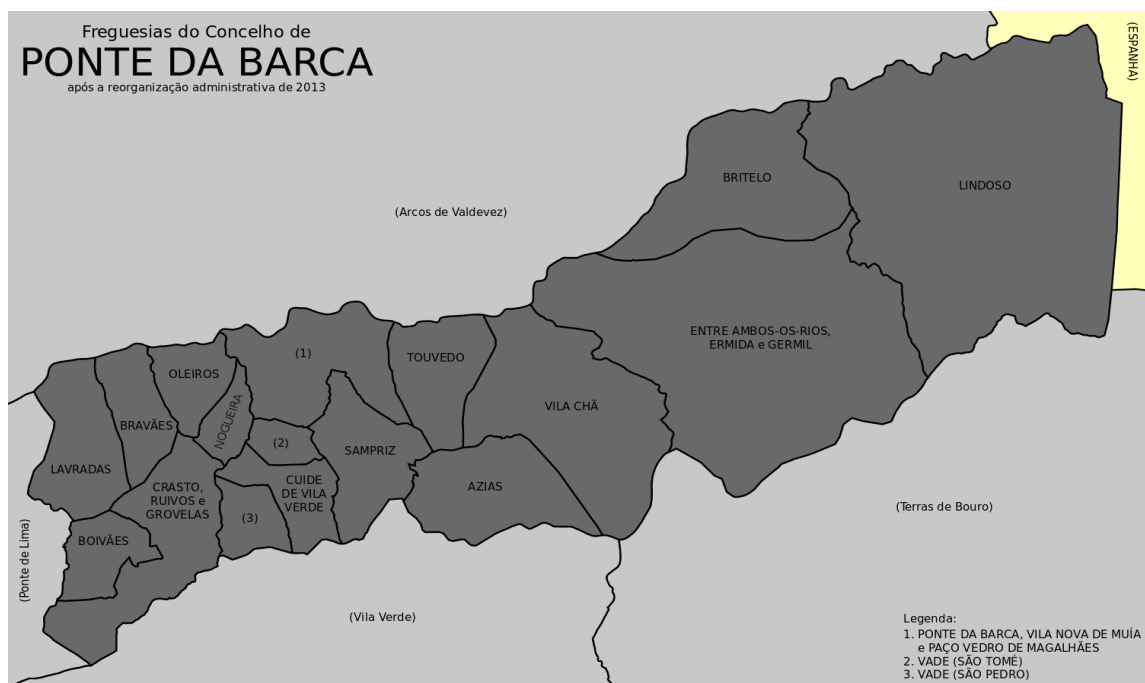 Freguesias do Concelho de
PONTE DA BARCA
após a reorganização administrativa de 2013
(ESPANHA)
BRITELO
LINDOSO
(Arcos de Valdevez)
ENTRE AMBOS-OS-RIOS,
ERMIDA e GERMIL
(1)
TOUVEDO
OLEIROS
NOGUEIRA
VILA CHÃ
BRAVÃES
(2)
SAMPRIZ
LAVRADAS
CRASTO,
RUIVOS e
GROVELAS
CUIDE
DE VILA
VERDE
AZIAS
(3)
BOIVÃES
(Ponte de Lima)
(Terras de Bouro)
(Vila Verde)
Legenda:
1. PONTE DA BARCA, VILA NOVA DE MUÍA
e PAÇO VEDRO DE MAGALHÃES
2. VADE (SÃO TOMÉ)
3. VADE (SÃO PEDRO)